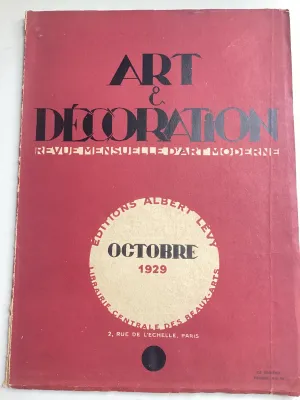 ART
&
DÉCORATION
REVUE MENSUELLE D'ART MODERNE
EDITIONS ALBERT LEVY
OCTOBRE
1929
LIBRAIRIE CENTRALE DES BEAUX-ARTS
2, RUE DE L'ECHELLE, PARIS